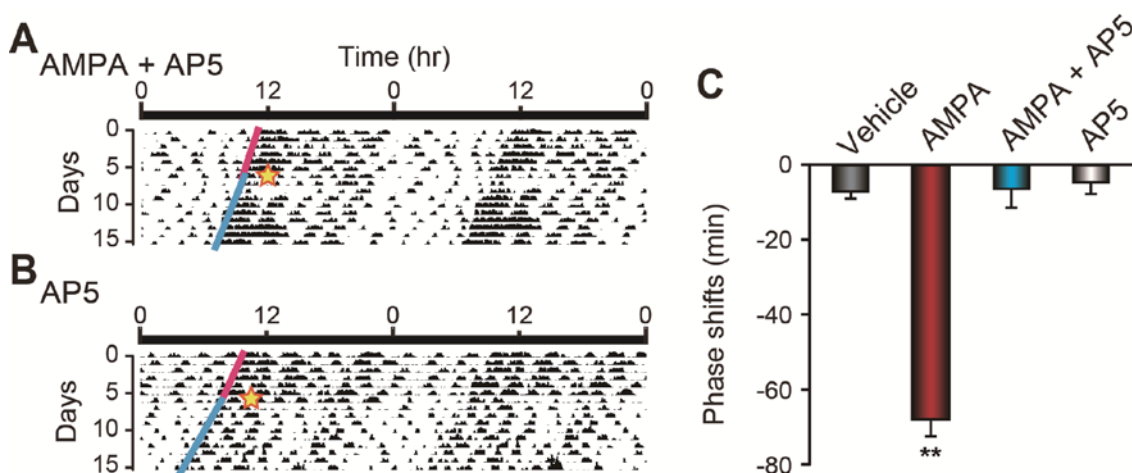 A
AMPA + AP5
Time (hr)
0 12 0 12 0
Days
0
5
10
15
B
AP5
0 12 0 12 0
Days
0
5
10
15
C
Vehicle
AMPA
AMPA + AP5
AP5
Phase shifts (min)
0
-20
-40
-60
-80
**